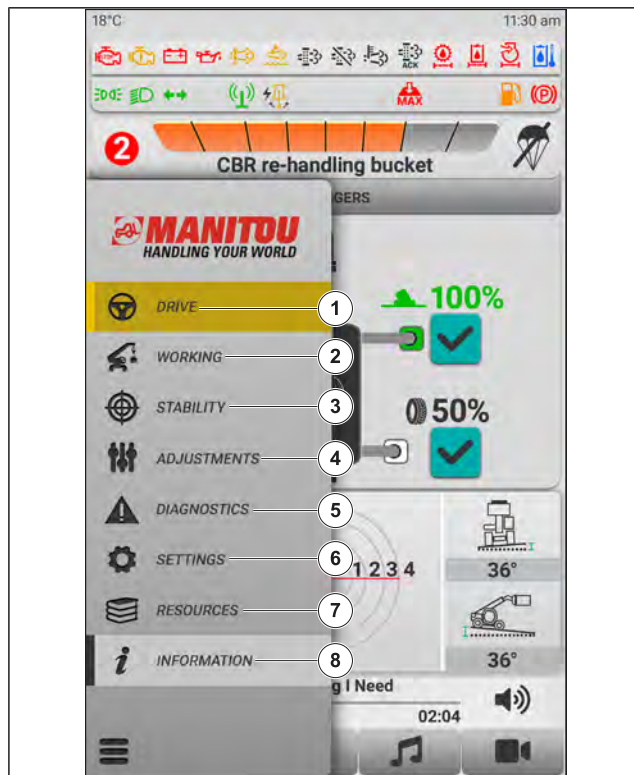 18°C 11:30 am
STOP
ACK
MAX
2
CBR re-handling bucket
GERS
MANITOU
HANDLING YOUR WORLD
100%
DRIVE 1
WORKING 2
STABILITY 3
50%
ADJUSTMENTS 4
DIAGNOSTICS 5
SETTINGS 6
1 2 3 4
36°
RESOURCES 7
INFORMATION 8
36°
g I Need
02:04